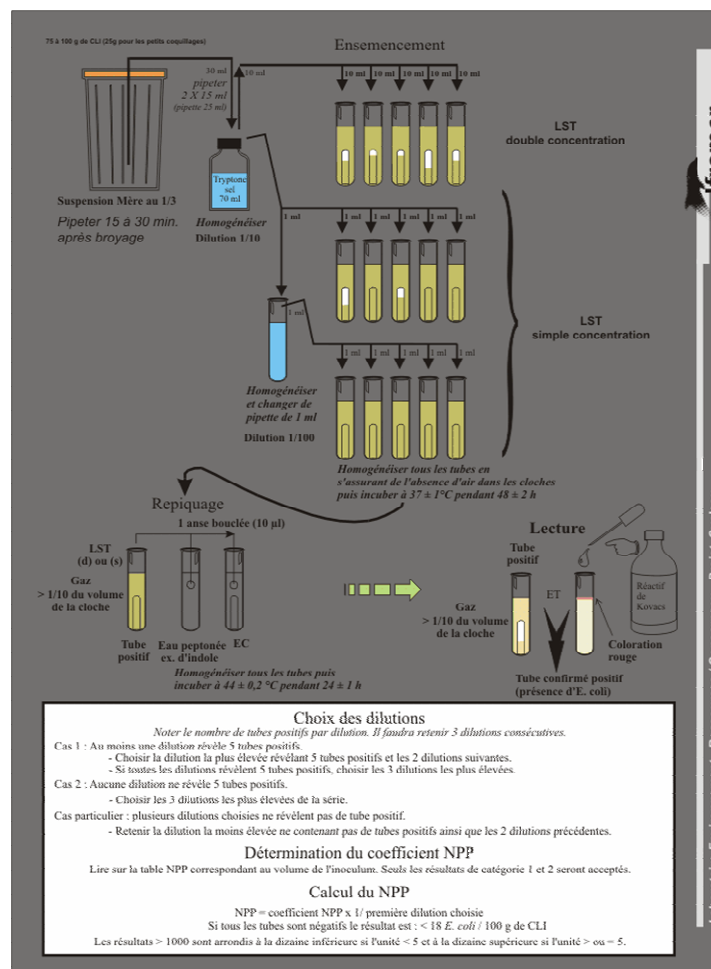 75 à 100 g de CLI (25g pour les petits coquillages)
Ensemencement
30 ml
pipeter
2 X 15 ml
(pipette 25 ml)
10 ml
10 ml
10 ml
10 ml
10 ml
10 ml
LST
double concentration
Tryptone
sel
70 ml
Suspension Mère au 1/3
Pipeter 15 à 30 min.
après broyage
Homogénéiser
Dilution 1/10
1 ml
1 ml
1 ml
1 ml
1 ml
1 ml
LST
simple concentration
1 ml
1 ml
1 ml
1 ml
1 ml
1 ml
Homogénéiser
et changer de
pipette de 1 ml
Dilution 1/100
Homogénéiser tous les tubes en
s'assurant de l'absence d'air dans les cloches
puis incuber à 37 ± 1°C pendant 48 ± 2 h
Repiquage
1 anse bouclée (10 µl)
LST
(d) ou (s)
Gaz
> 1/10 du volume
de la cloche
Tube
positif
Eau peptonée
ex. d'indole
EC
Homogénéiser tous les tubes puis
incuber à 44 ± 0,2 °C pendant 24 ± 1 h
Lecture
Tube
positif
ET
Réactif
de
Kovacs
Gaz
> 1/10 du volume
de la cloche
Coloration
rouge
Tube confirmé positif
(présence d'E. coli)
Choix des dilutions
Noter le nombre de tubes positifs par dilution. Il faudra retenir 3 dilutions consécutives.
Cas 1 : Au moins une dilution révèle 5 tubes positifs.
- Choisir la dilution la plus élevée révélant 5 tubes positifs et les 2 dilutions suivantes.
- Si toutes les dilutions révèlent 5 tubes positifs, choisir les 3 dilutions les plus élevées.
Cas 2 : Aucune dilution ne révèle 5 tubes positifs.
- Choisir les 3 dilutions les plus élevées de la série.
Cas particulier : plusieurs dilutions choisies ne révèlent pas de tube positif.
- Retenir la dilution la moins élevée ne contenant pas de tubes positifs ainsi que les 2 dilutions précédentes.
Détermination du coefficient NPP
Lire sur la table NPP correspondant au volume de l'inoculum. Seuls les résultats de catégorie 1 et 2 seront acceptés.
Calcul du NPP
NPP = coefficient NPP x 1/ première dilution choisie
Si tous les tubes sont négatifs le résultat est : < 18 E. coli / 100 g de CLI
Les résultats > 1000 sont arrondis à la dizaine inférieure si l'unité < 5 et à la dizaine supérieure si l'unité > ou = 5.